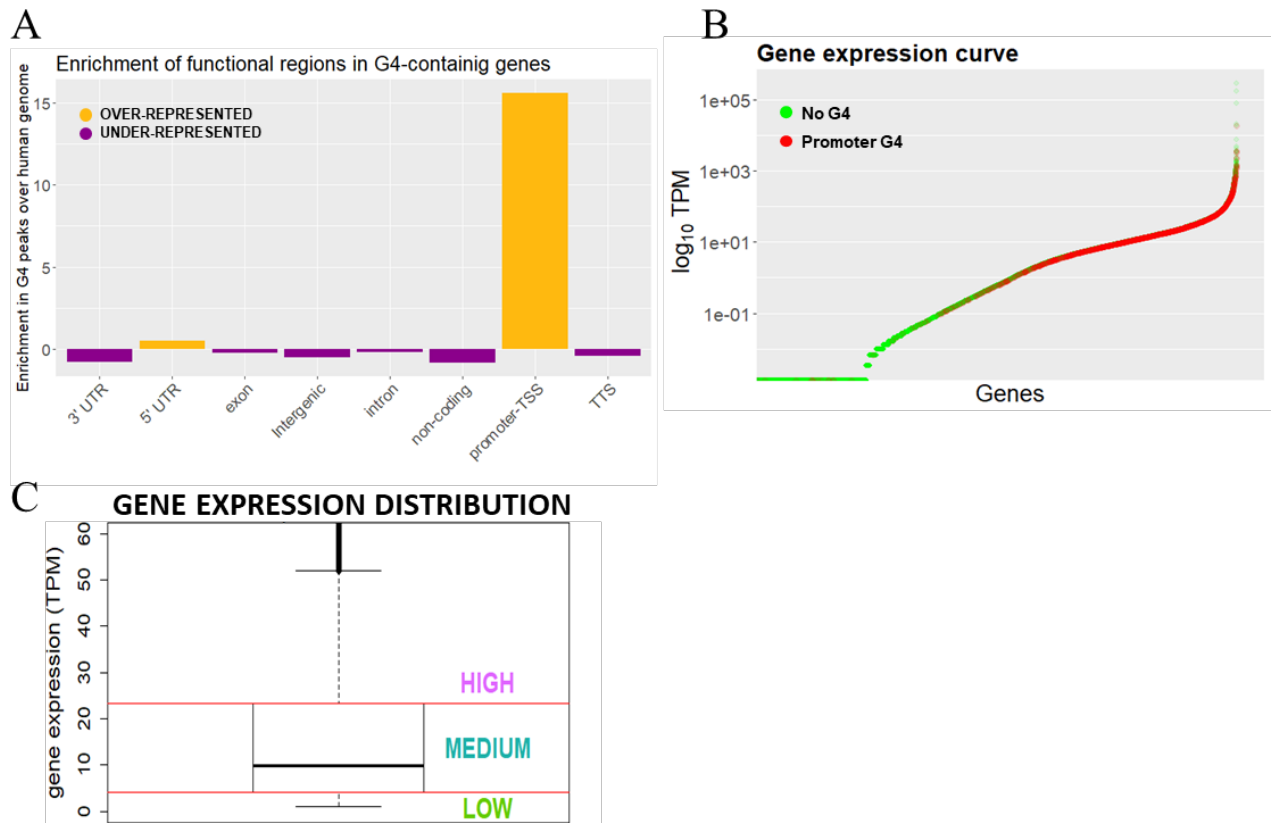 A
Enrichment of functional regions in G4-containig genes
Enrichment in G4 peaks over human genome
OVER-REPRESENTED
UNDER-REPRESENTED
15
10
5
0
3' UTR
5' UTR
exon
Intergenic
intron
non-coding
promoter-TSS
TTS
B
Gene expression curve
log10 TPM
No G4
Promoter G4
1e+05
1e+03
1e+01
1e-01
Genes
C
GENE EXPRESSION DISTRIBUTION
gene expression (TPM)
60
50
40
30
20
10
0
HIGH
MEDIUM
LOW